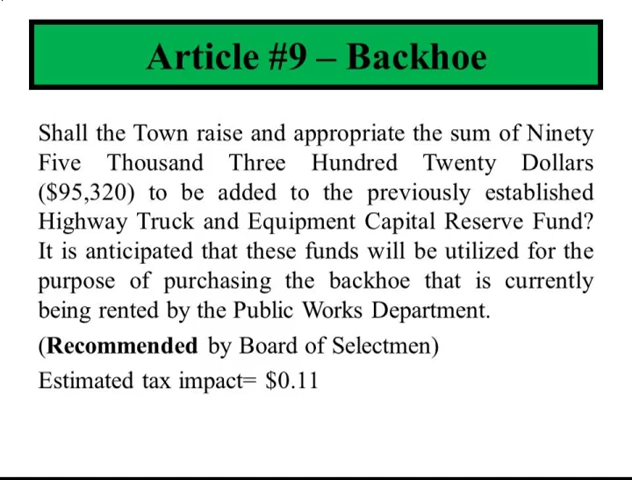 Article #9 – Backhoe
Shall the Town raise and appropriate the sum of Ninety
Five Thousand Three Hundred Twenty Dollars
($95,320) to be added to the previously established
Highway Truck and Equipment Capital Reserve Fund?
It is anticipated that these funds will be utilized for the
purpose of purchasing the backhoe that is currently
being rented by the Public Works Department.
(Recommended by Board of Selectmen)
Estimated tax impact= $0.11